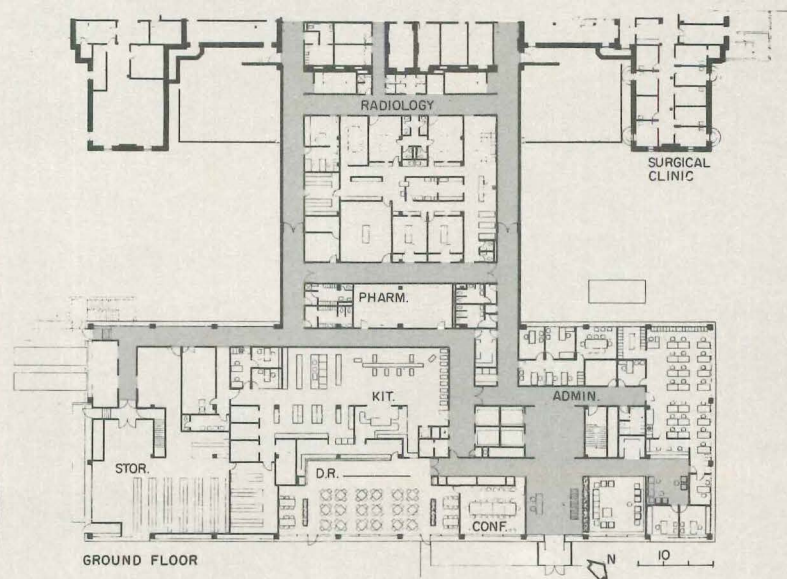 RADIOLOGY
SURGICAL
CLINIC
PHARM.
KIT.
ADMIN.
STOR.
D.R.
CONF.
GROUND FLOOR
N
10